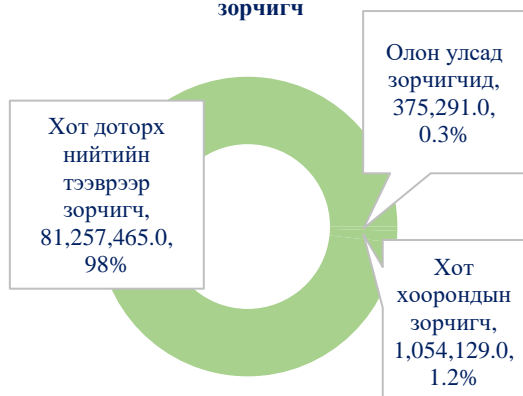 зорчигч
Олон улсад
зорчигчид,
375,291.0,
0.3%
Хот доторх
нийтийн
тээврээр
зорчигч,
81,257,465.0,
98%
Хот
хоорондын
зорчигч,
1,054,129.0,
1.2%